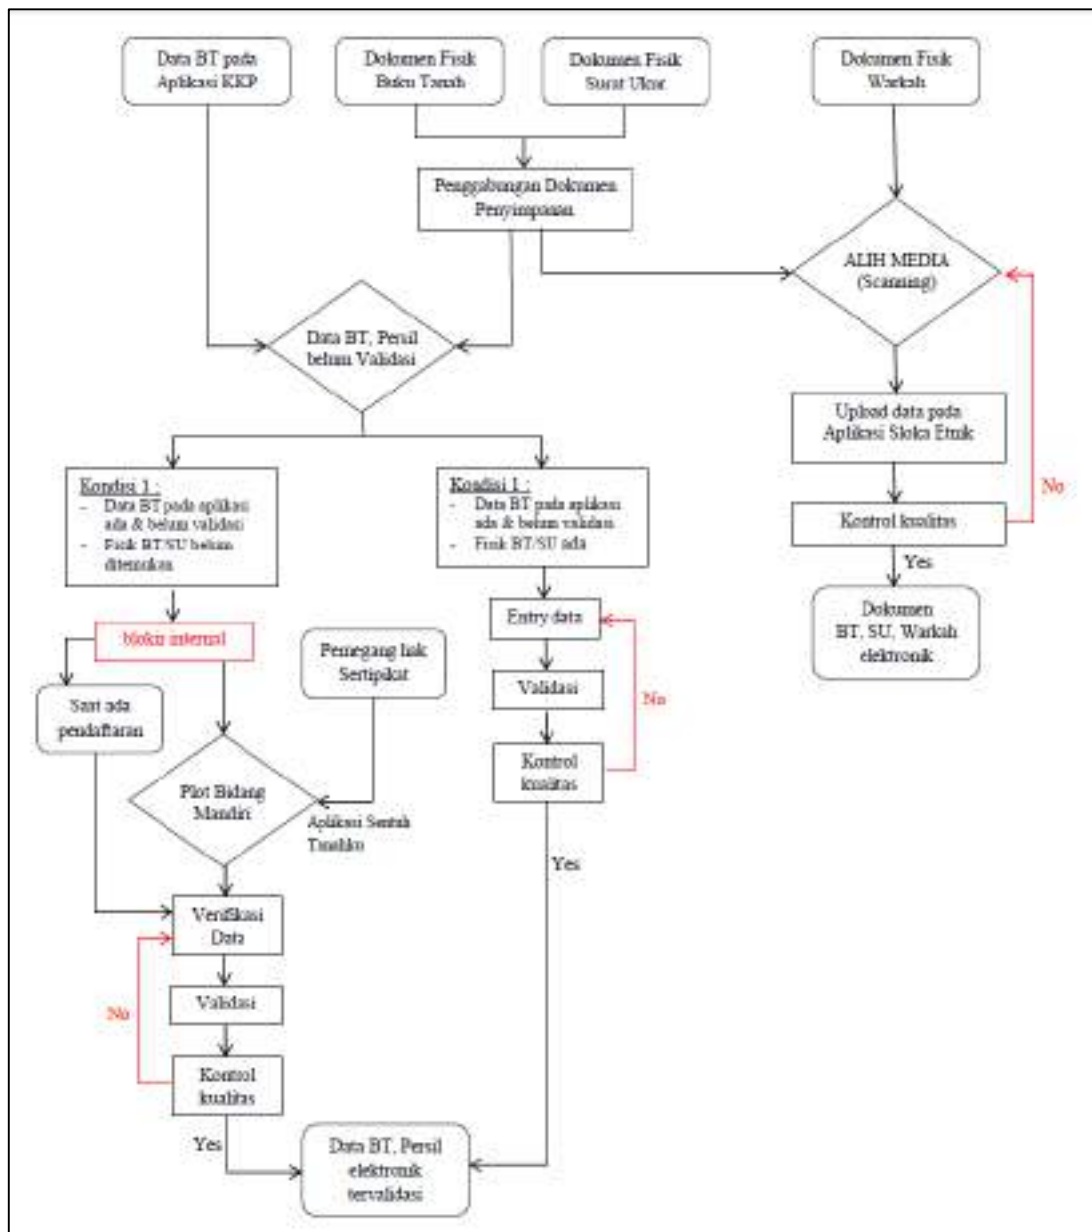 Data BT pada
Aplikasi KKP
Dokumen Fisik
Buku Tanah
Dokumen Fisik
Surat Ukur
Dokumen Fisik
Warkah
Penggabungan Dokumen
Penyimpanan
ALIH MEDIA
(Scanning)
Data BT, Persil
belum Validasi
Upload data pada
Aplikasi Sloka Etnik
No
Kondisi 1 :
- Data BT pada aplikasi
ada & belum validasi
- Fisik BT/SU belum
ditemukan
Kondisi 1 :
- Data BT pada aplikasi
ada & belum validasi
- Fisik BT/SU ada
Kontrol kualitas
Yes
Dokumen
BT, SU, Warkah
elektronik
blokir internal
Entry data
Pemegang hak
Sertipikat
Saat ada
pendaftaran
Validasi
No
Kontrol
kualitas
Plot Bidang
Mandiri
Aplikasi Sentuh
Tanahku
Yes
Verifikasi
Data
Validasi
No
Kontrol
kualitas
Yes
Data BT, Persil
elektronik
tervalidasi